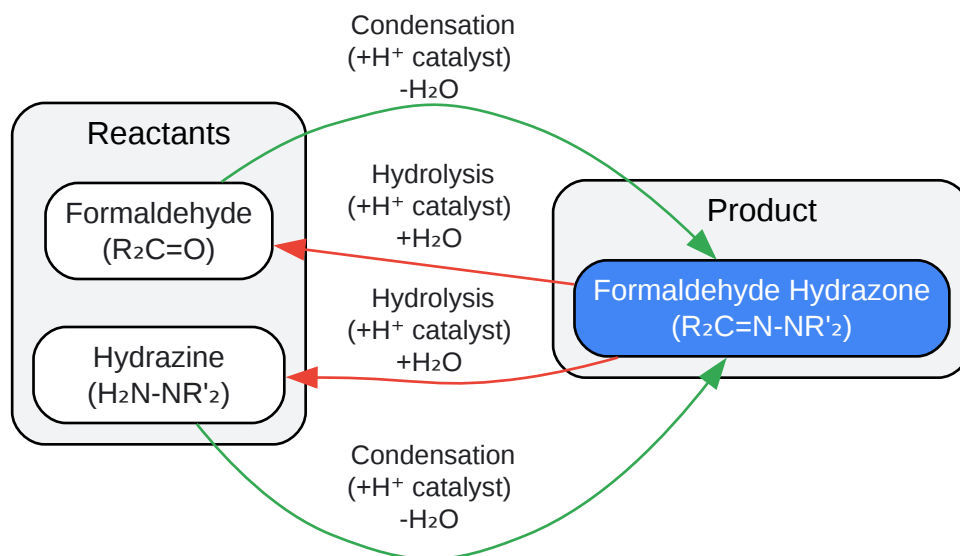 Condensation
(+H⁺ catalyst)
-H₂O
Reactants
Formaldehyde
(R₂C=O)
Hydrolysis
(+H⁺ catalyst)
+H₂O
Product
Formaldehyde Hydrazone
(R₂C=N-NR'₂)
Hydrolysis
(+H⁺ catalyst)
+H₂O
Hydrazine
(H₂N-NR'₂)
Condensation
(+H⁺ catalyst)
-H₂O